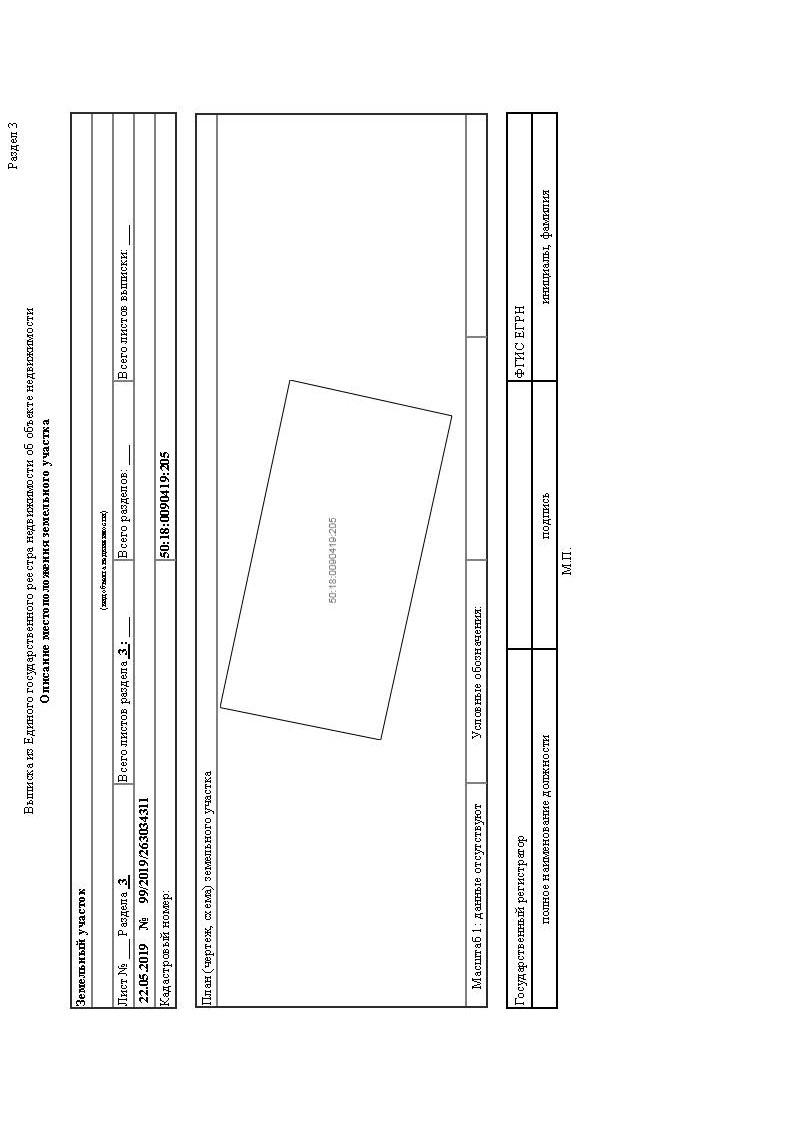 Раздел 3
Выписка из Единого государственного реестра недвижимости об объекте недвижимости
Описание местоположения земельного участка
Земельный участок
(вид объекта недвижимости)
Лист № ___ Раздела 3 Всего листов раздела 3 : ___ Всего разделов: ___ Всего листов выписки: ___
22.05.2019 № 99/2019/263034311
Кадастровый номер: 50:18:0090419:205
План (чертеж, схема) земельного участка
50:18:0090419:205
Масштаб 1: данные отсутствуют Условные обозначения:
Государственный регистратор ФГИС ЕГРН
полное наименование должности подпись инициалы, фамилия
М.П.